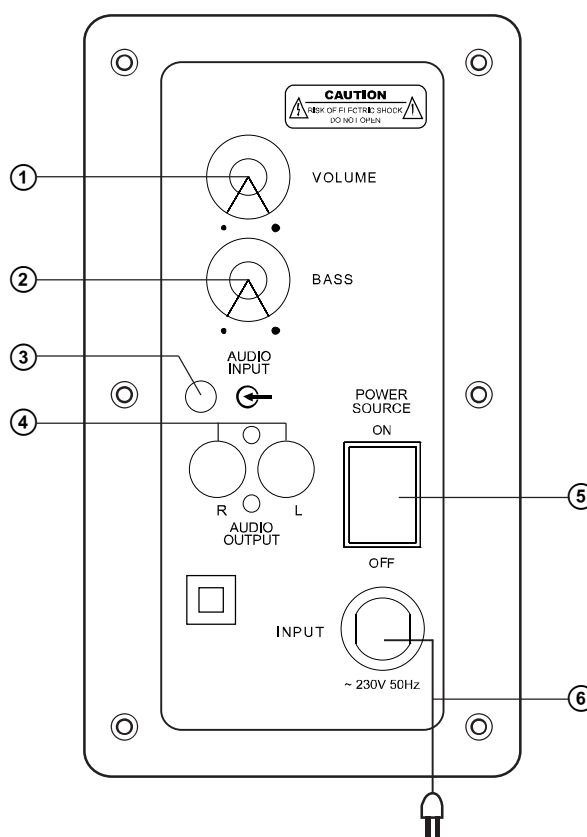 CAUTION
RISK OF ELECTRIC SHOCK
DO NOT OPEN
1
VOLUME
2
BASS
3
AUDIO
INPUT
POWER
SOURCE
ON
4
5
R
L
AUDIO
OUTPUT
OFF
INPUT
~ 230V 50Hz
6